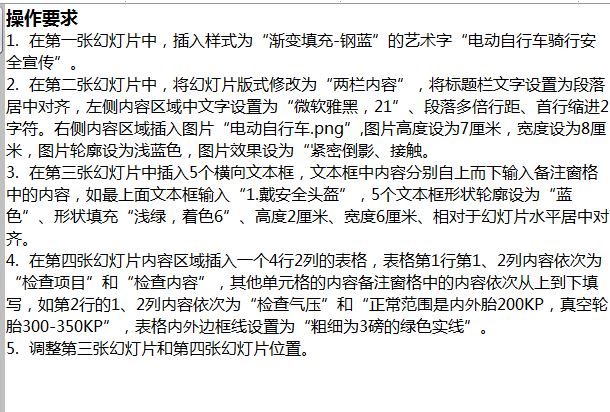 操作要求
1. 在第一张幻灯片中，插入样式为“渐变填充-钢蓝”的艺术字“电动自行车骑行安
全宣传”。
2. 在第二张幻灯片中，将幻灯片版式修改为“两栏内容”，将标题栏文字设置为段落
居中对齐，左侧内容区域中文字设置为“微软雅黑，21”、段落多倍行距、首行缩进2
字符。右侧内容区域插入图片“电动自行车.png”,图片高度设为7厘米，宽度设为8厘
米，图片轮廓设为浅蓝色，图片效果设为“紧密倒影、接触。
3. 在第三张幻灯片中插入5个横向文本框，文本框中内容分别自上而下输入备注窗格
中的内容，如最上面文本框输入“1.戴安全头盔”，5个文本框形状轮廓设为“蓝
色”、形状填充“浅绿，着色6”、高度2厘米、宽度6厘米、相对于幻灯片水平居中对
齐。
4. 在第四张幻灯片内容区域插入一个4行2列的表格，表格第1行第1、2列内容依次为
“检查项目”和“检查内容”，其他单元格的内容备注窗格中的内容依次从上到下填
写，如第2行的1、2列内容依次为“检查气压”和“正常范围是内外胎200KP，真空轮
胎300-350KP”，表格内外边框线设置为“粗细为3磅的绿色实线”。
5. 调整第三张幻灯片和第四张幻灯片位置。